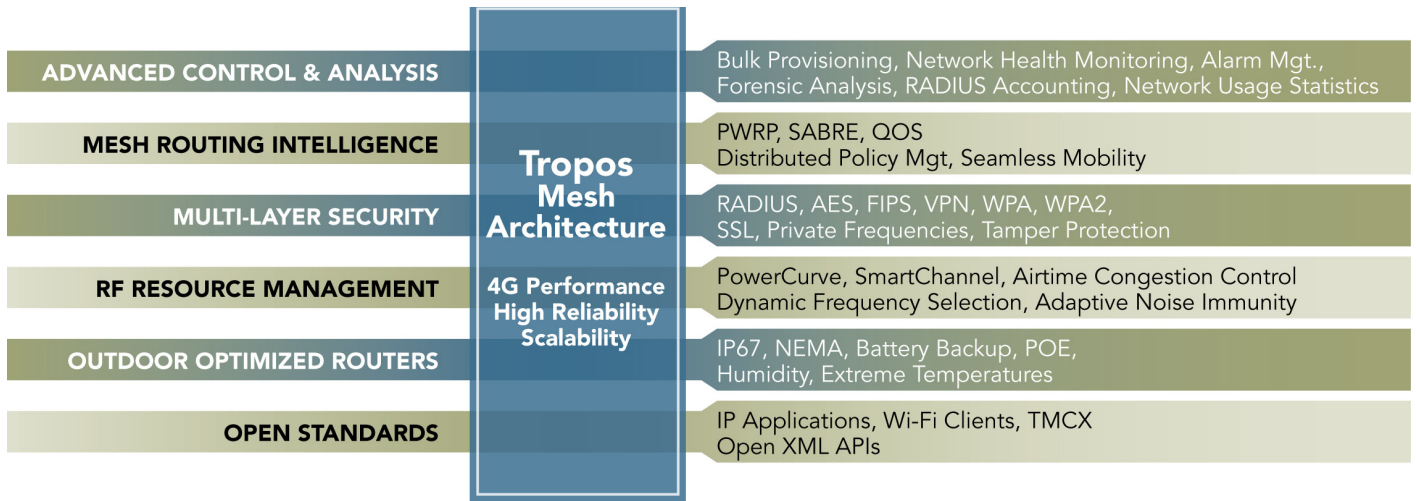 ADVANCED CONTROL & ANALYSIS
Bulk Provisioning, Network Health Monitoring, Alarm Mgt.,
Forensic Analysis, RADIUS Accounting, Network Usage Statistics
MESH ROUTING INTELLIGENCE
PWRP, SABRE, QOS
Distributed Policy Mgt, Seamless Mobility
MULTI-LAYER SECURITY
RADIUS, AES, FIPS, VPN, WPA, WPA2,
SSL, Private Frequencies, Tamper Protection
RF RESOURCE MANAGEMENT
PowerCurve, SmartChannel, Airtime Congestion Control
Dynamic Frequency Selection, Adaptive Noise Immunity
OUTDOOR OPTIMIZED ROUTERS
IP67, NEMA, Battery Backup, POE,
Humidity, Extreme Temperatures
OPEN STANDARDS
IP Applications, Wi-Fi Clients, TMCX
Open XML APIs
Tropos
Mesh
Architecture
4G Performance
High Reliability
Scalability